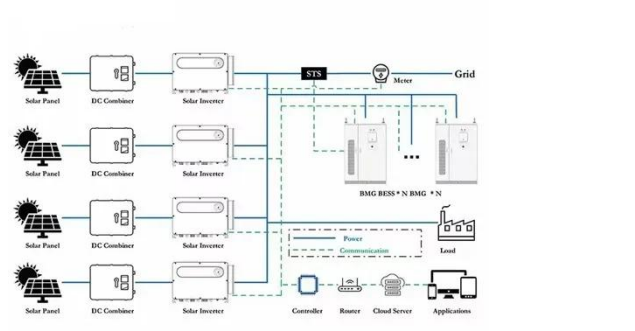 STS
Meter
Grid
Solar Panel
DC Combiner
Solar Inverter
Solar Panel
DC Combiner
Solar Inverter
BMG BESS * N BMG * N
Solar Panel
DC Combiner
Solar Inverter
Power
Communication
Load
Solar Panel
DC Combiner
Solar Inverter
Controller
Router
Cloud Server
Applications